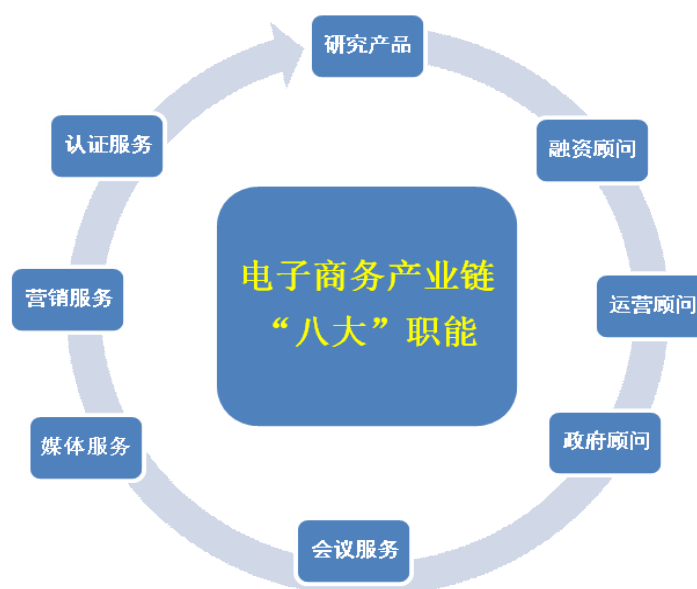 研究产品
融资顾问
运营顾问
政府顾问
会议服务
媒体服务
营销服务
认证服务
电子商务产业链
“八大”职能